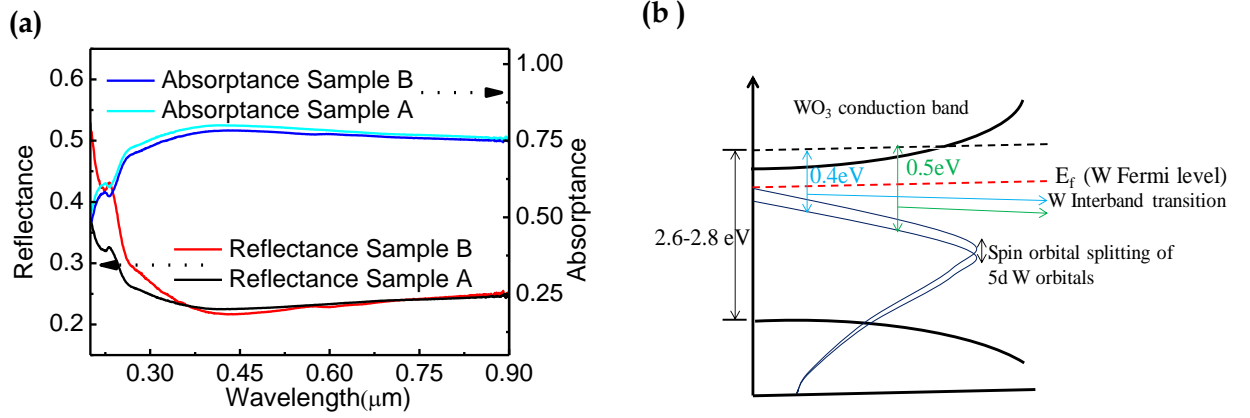 (a)
0.6
0.5
0.4
0.3
0.2
Reflectance
Absorptance Sample B
Absorptance Sample A
Reflectance Sample B
Reflectance Sample A
1.00
0.75
0.50
0.25
Absorptance
0.30 0.45 0.60 0.75 0.90
Wavelength(μm)
(b)
WO₃ conduction band
0.4eV
0.5eV
E_f (W Fermi level)
W Interband transition
2.6-2.8 eV
Spin orbital splitting of
5d W orbitals